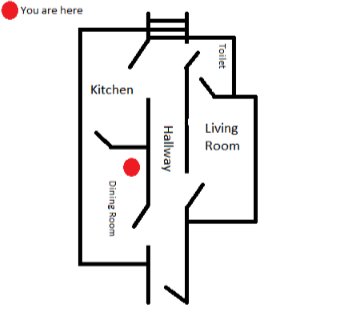 You are here
Toilet
Kitchen
Hallway
Living
Room
Dining Room